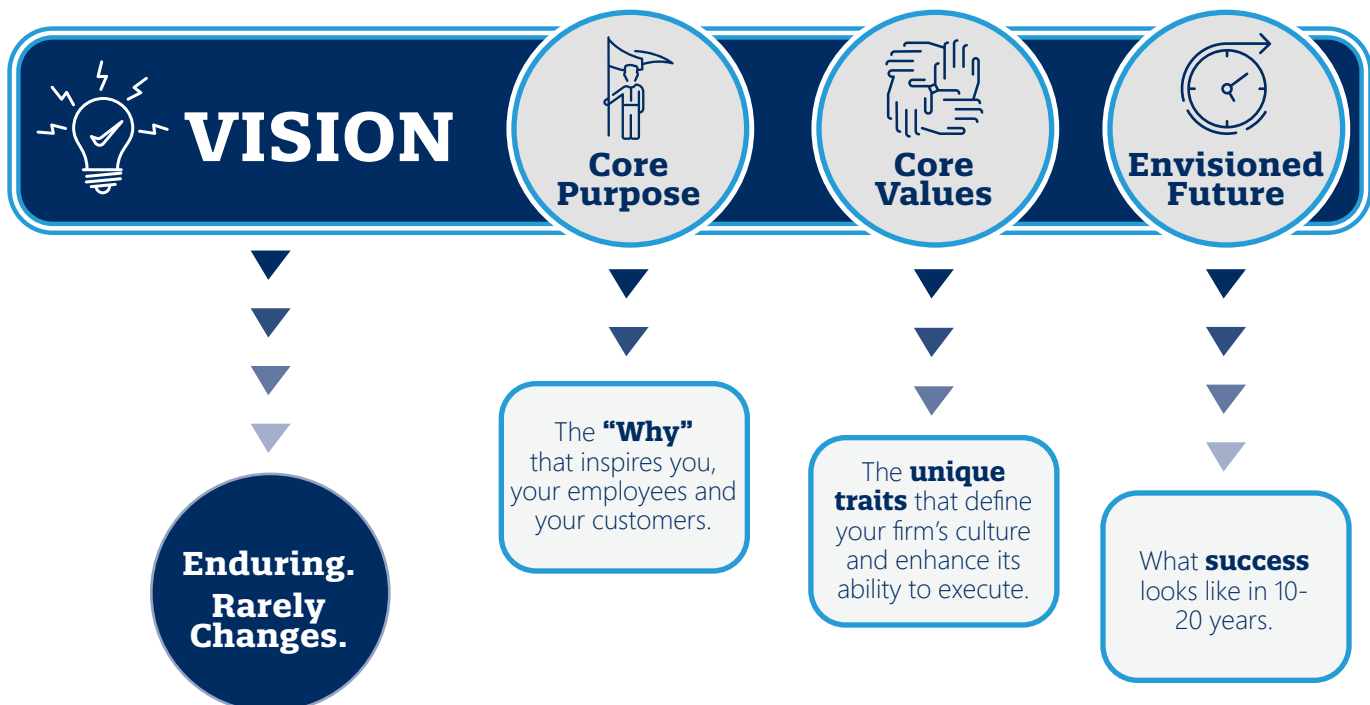 VISION
Core
Purpose
Core
Values
Envisioned
Future
Enduring.
Rarely
Changes.
The “Why”
that inspires you,
your employees and
your customers.
The unique
traits that define
your firm’s culture
and enhance its
ability to execute.
What success
looks like in 10-
20 years.